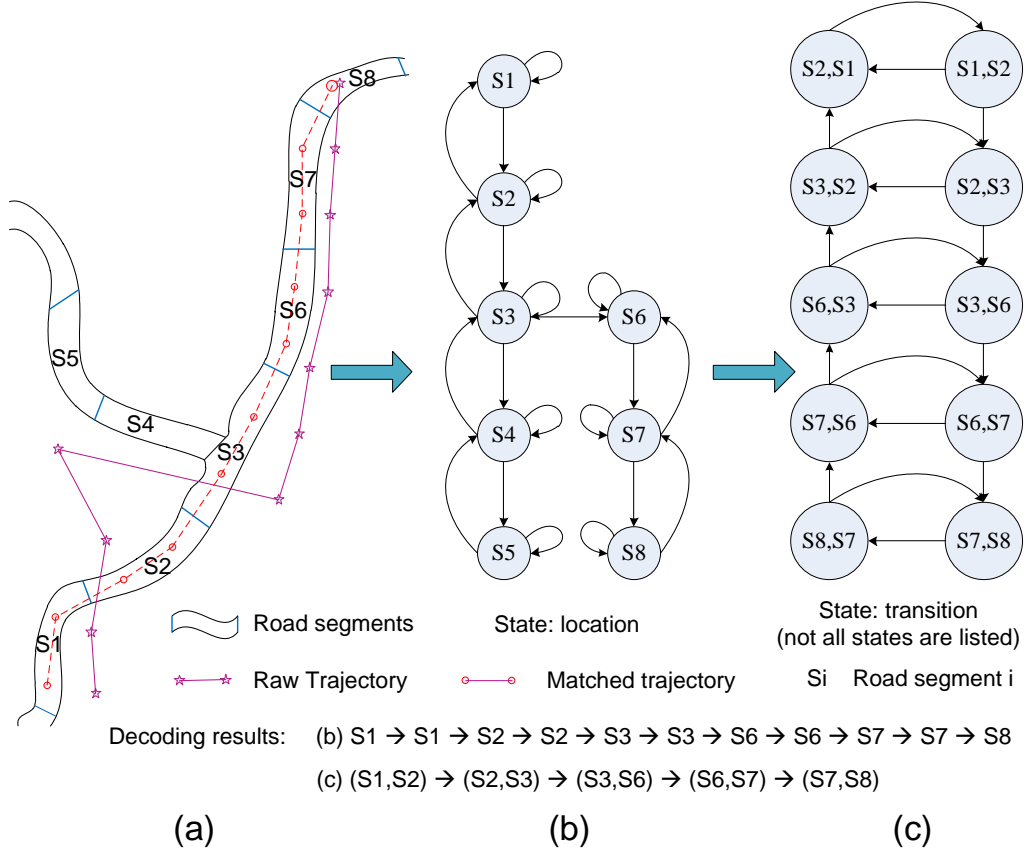 S8
S7
S6
S5
S4
S3
S2
S1
S1
S2
S3
S6
S4
S7
S5
S8
S2,S1
S1,S2
S3,S2
S2,S3
S6,S3
S3,S6
S7,S6
S6,S7
S8,S7
S7,S8
Road segments
State: location
State: transition
(not all states are listed)
Raw Trajectory
Matched trajectory
Si Road segment i
Decoding results: (b) S1 → S1 → S2 → S2 → S3 → S3 → S6 → S6 → S7 → S7 → S8
(c) (S1,S2) → (S2,S3) → (S3,S6) → (S6,S7) → (S7,S8)
(a)
(b)
(c)